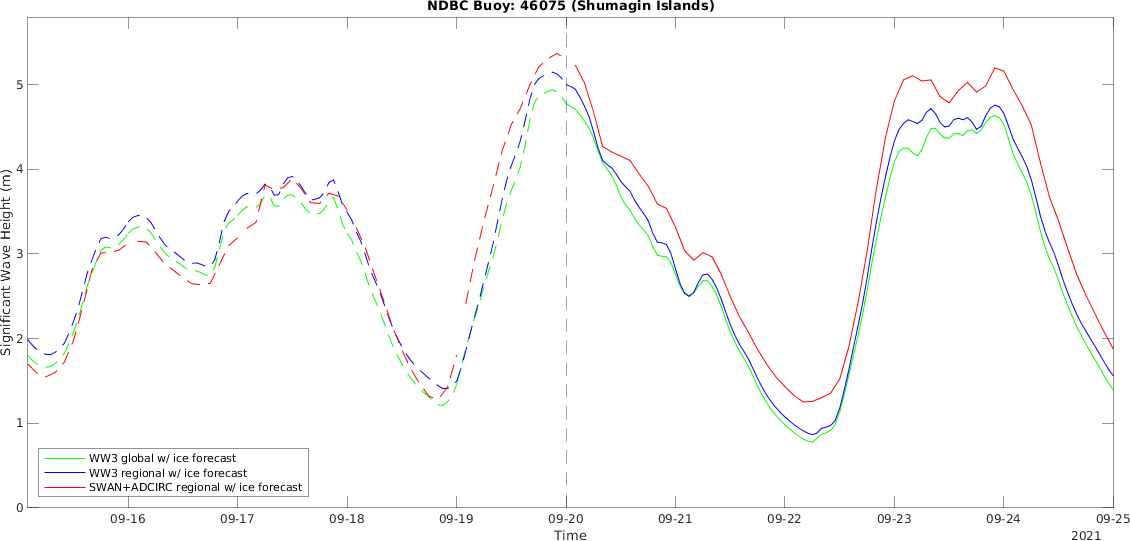 NDBC Buoy: 46075 (Shumagin Islands)
Significant Wave Height (m)
5
4
3
2
1
0
WW3 global w/ ice forecast
WW3 regional w/ ice forecast
SWAN+ADCIRC regional w/ ice forecast
09-16 09-17 09-18 09-19 09-20 09-21 09-22 09-23 09-24 09-25
Time
2021